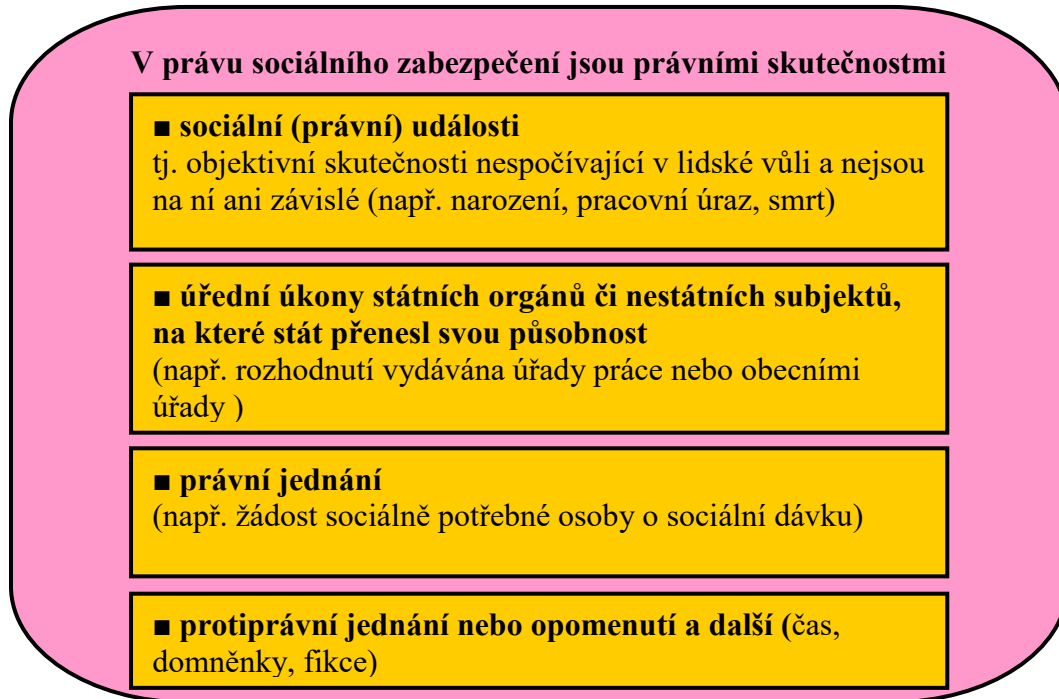 V právu sociálního zabezpečení jsou právními skutečnostmi
■ sociální (právní) události
tj. objektivní skutečnosti nespočívající v lidské vůli a nejsou
na ní ani závislé (např. narození, pracovní úraz, smrt)
■ úřední úkony státních orgánů či nestátních subjektů,
na které stát přenesl svou působnost
(např. rozhodnutí vydávána úřady práce nebo obecními
úřady )
■ právní jednání
(např. žádost sociálně potřebné osoby o sociální dávku)
■ protiprávní jednání nebo opomenutí a další (čas,
domněnky, fikce)